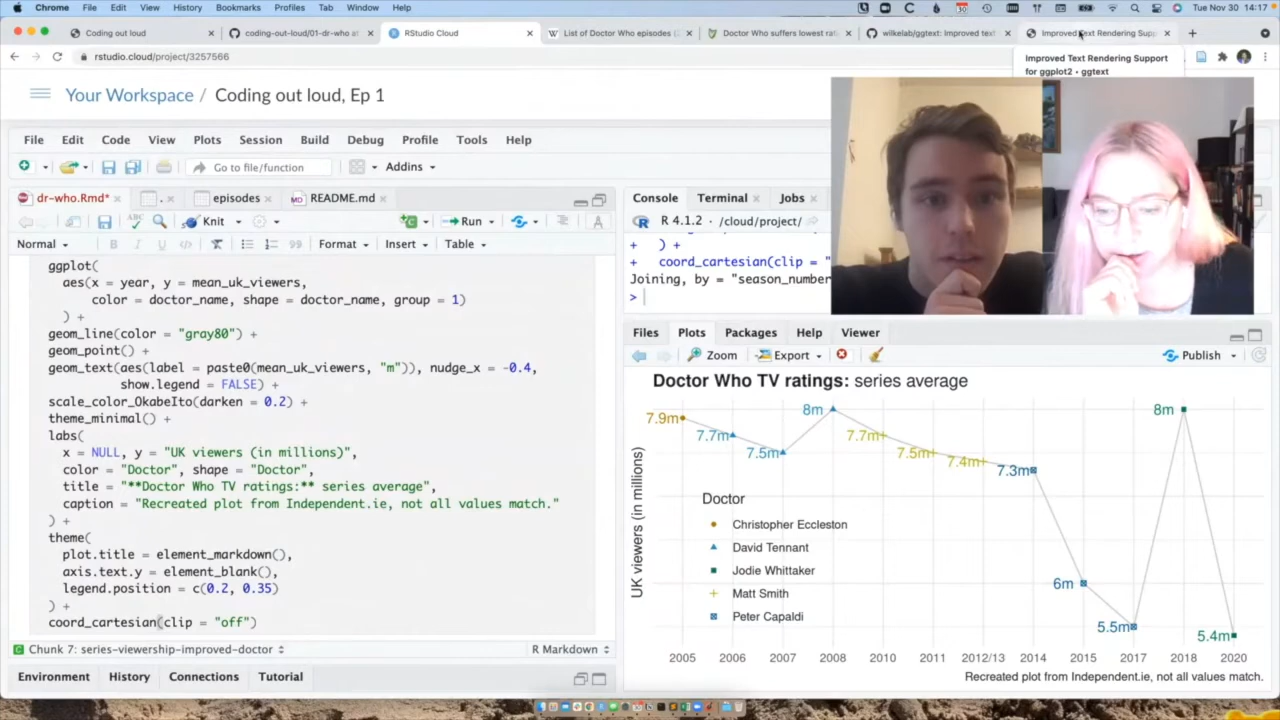 Chrome File Edit View History Bookmarks Profiles Tab Window Help Tue Nov 30 14:17
Coding out loud
coding-out-loud/01-dr-who at
RStudio Cloud
List of Doctor Who episodes (
Doctor Who suffers lowest rat
wilkelab/ggtext: Improved text
Improved Text Rendering Supp
rstudio.cloud/project/3257566
Improved Text Rendering Support
for ggplot2 • ggtext
Your Workspace / Coding out loud, Ep 1
File Edit Code View Plots Session Build Debug Profile Tools Help
Go to file/function
Addins
dr-who.Rmd*
.
episodes
README.md
Knit
Run
Normal
B I U
Format Insert Table
ggplot(
aes(x = year, y = mean_uk_viewers,
color = doctor_name, shape = doctor_name, group = 1)
) +
geom_line(color = "gray80") +
geom_point() +
geom_text(aes(label = paste0(mean_uk_viewers, "m")), nudge_x = -0.4,
show.legend = FALSE) +
scale_color_OkabeIto(darken = 0.2) +
theme_minimal() +
labs(
x = NULL, y = "UK viewers (in millions)",
color = "Doctor", shape = "Doctor",
title = "**Doctor Who TV ratings:** series average",
caption = "Recreated plot from Independent.ie, not all values match."
) +
theme(
plot.title = element_markdown(),
axis.text.y = element_blank(),
legend.position = c(0.2, 0.35)
) +
coord_cartesian(clip = "off")
Chunk 7: series-viewership-improved-doctor
R Markdown
Environment History Connections Tutorial
Console Terminal Jobs
R 4.1.2 · /cloud/project/
+ ) +
+ coord_cartesian(clip = "
Joining, by = "season_number
>
Files Plots Packages Help Viewer
Zoom Export Publish
Doctor Who TV ratings: series average
UK viewers (in millions)
7.9m
7.7m
7.5m
8m
7.7m
7.5m
7.4m
7.3m
6m
5.5m
8m
5.4m
Doctor
Christopher Eccleston
David Tennant
Jodie Whittaker
Matt Smith
Peter Capaldi
2005 2006 2007 2008 2010 2011 2012/13 2014 2015 2017 2018 2020
Recreated plot from Independent.ie, not all values match.